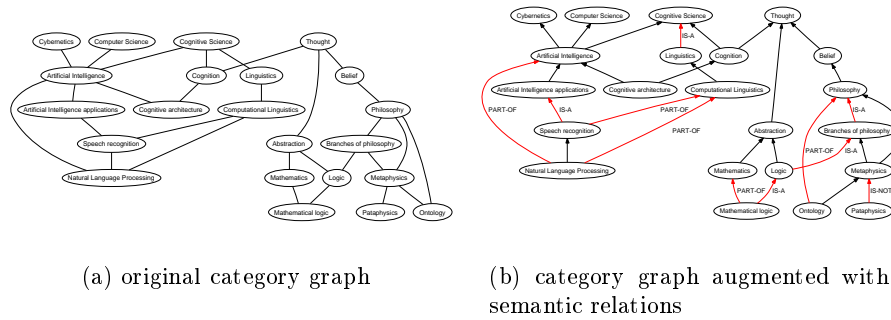 Cybernetics
Computer Science
Cognitive Science
Thought
Artificial Intelligence
Cognition
Linguistics
Belief
Artificial Intelligence applications
Cognitive architecture
Computational Linguistics
Philosophy
Speech recognition
Abstraction
Branches of philosophy
Natural Language Processing
Mathematics
Logic
Metaphysics
Mathematical logic
Pataphysics
Ontology
(a) original category graph
Cybernetics
Computer Science
Cognitive Science
Thought
IS-A
Artificial Intelligence
Linguistics
Cognition
Belief
Artificial Intelligence applications
Cognitive architecture
Computational Linguistics
Philosophy
PART-OF
IS-A
PART-OF
IS-A
Speech recognition
PART-OF
Abstraction
Branches of philosophy
PART-OF
IS-A
Natural Language Processing
Mathematics
Logic
Metaphysics
PART-OF
IS-A
IS-NOT
Mathematical logic
Ontology
Pataphysics
(b) category graph augmented with
semantic relations